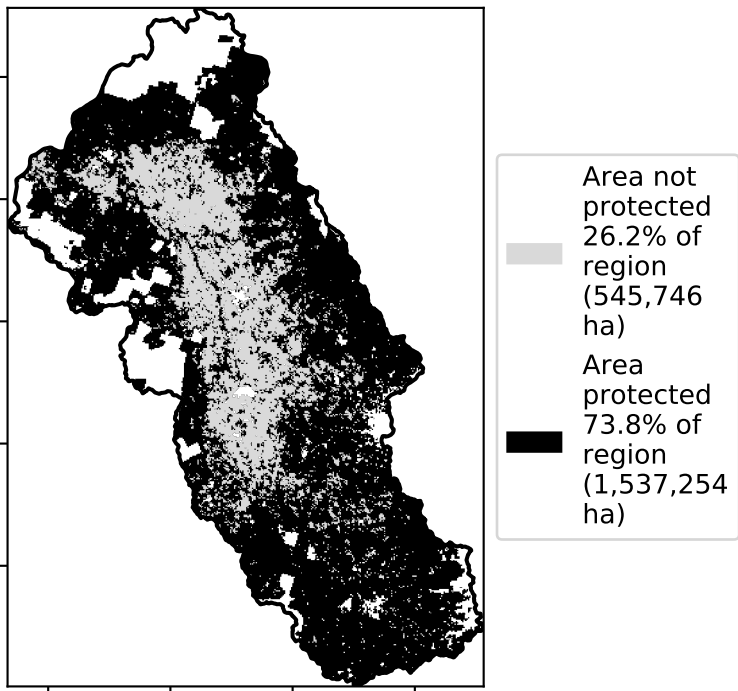 Area not
protected
26.2% of
region
(545,746
ha)
Area
protected
73.8% of
region
(1,537,254
ha)